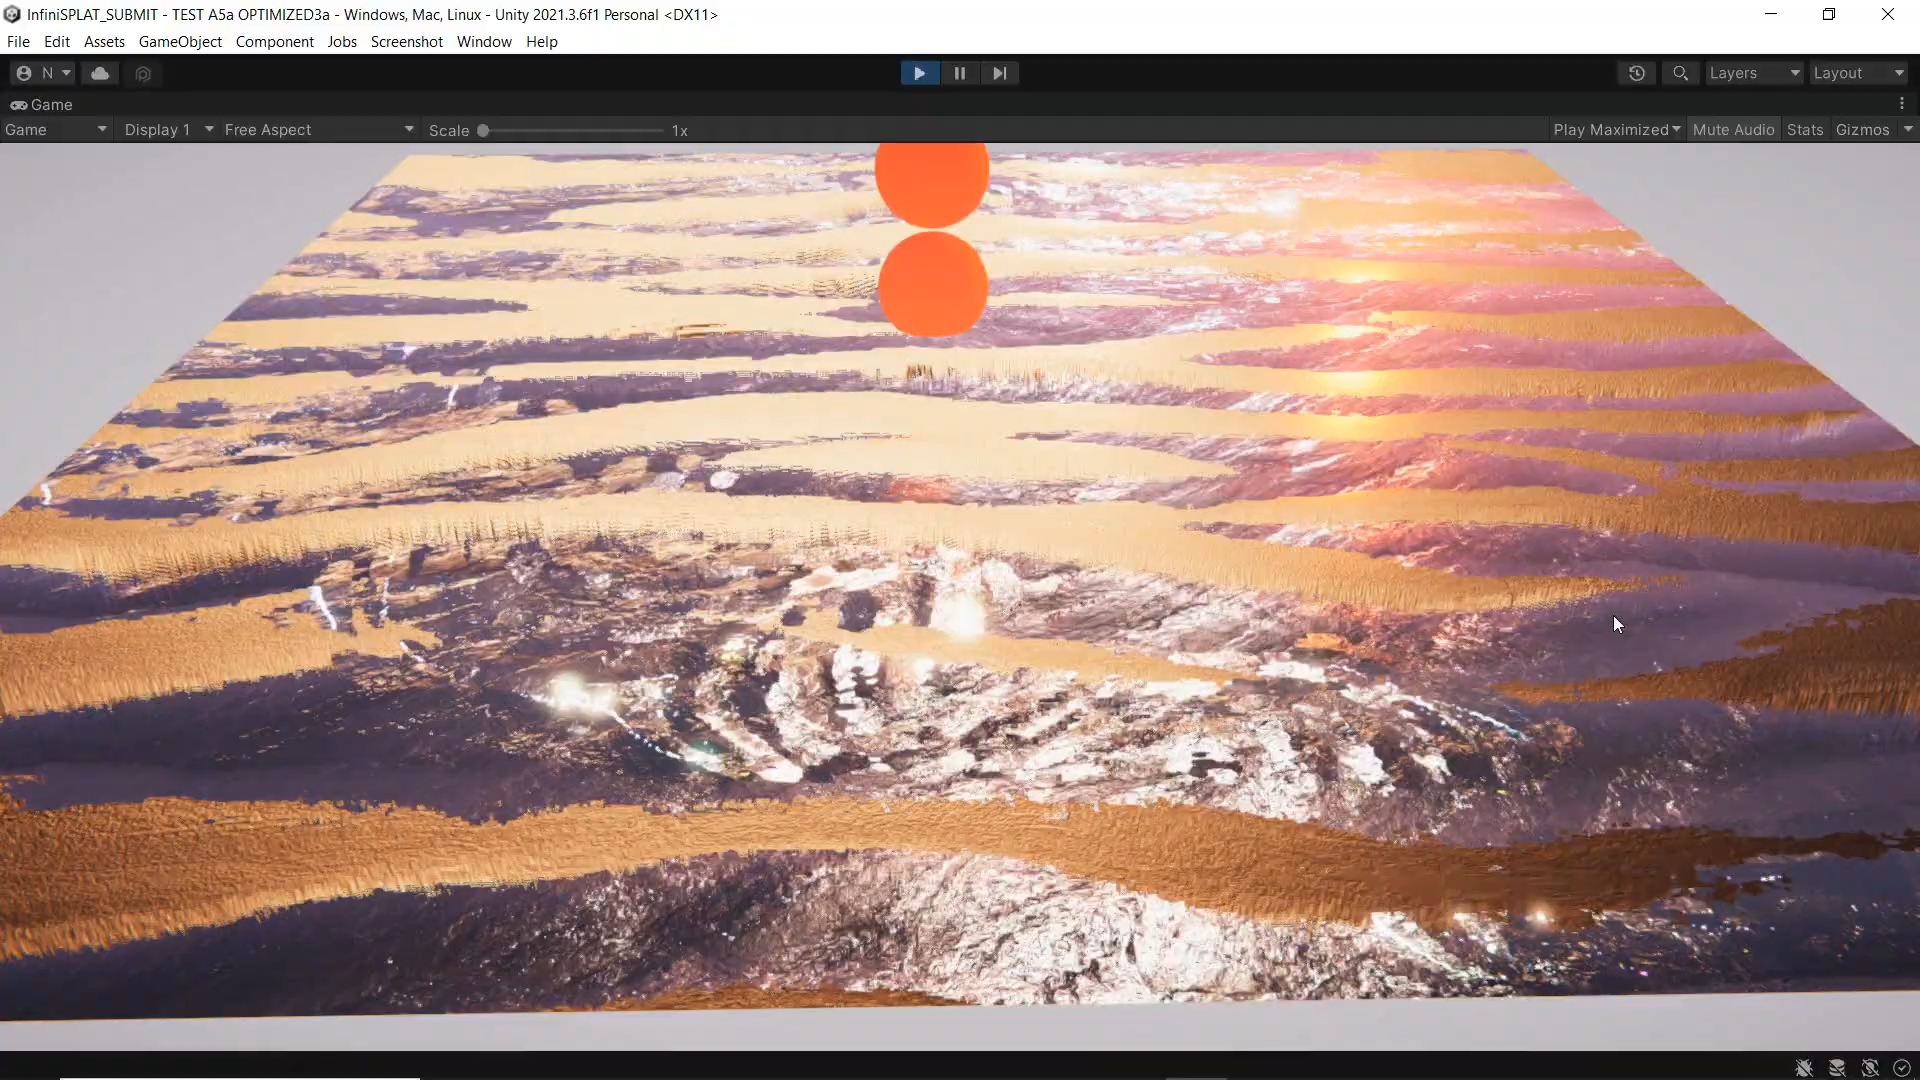 InfiniSPLAT_SUBMIT - TEST A5a OPTIMIZED3a - Windows, Mac, Linux - Unity 2021.3.6f1 Personal <DX11>
File Edit Assets GameObject Component Jobs Screenshot Window Help
N Layers Layout
Game
Game Display 1 Free Aspect Scale 1x Play Maximized Mute Audio Stats Gizmos